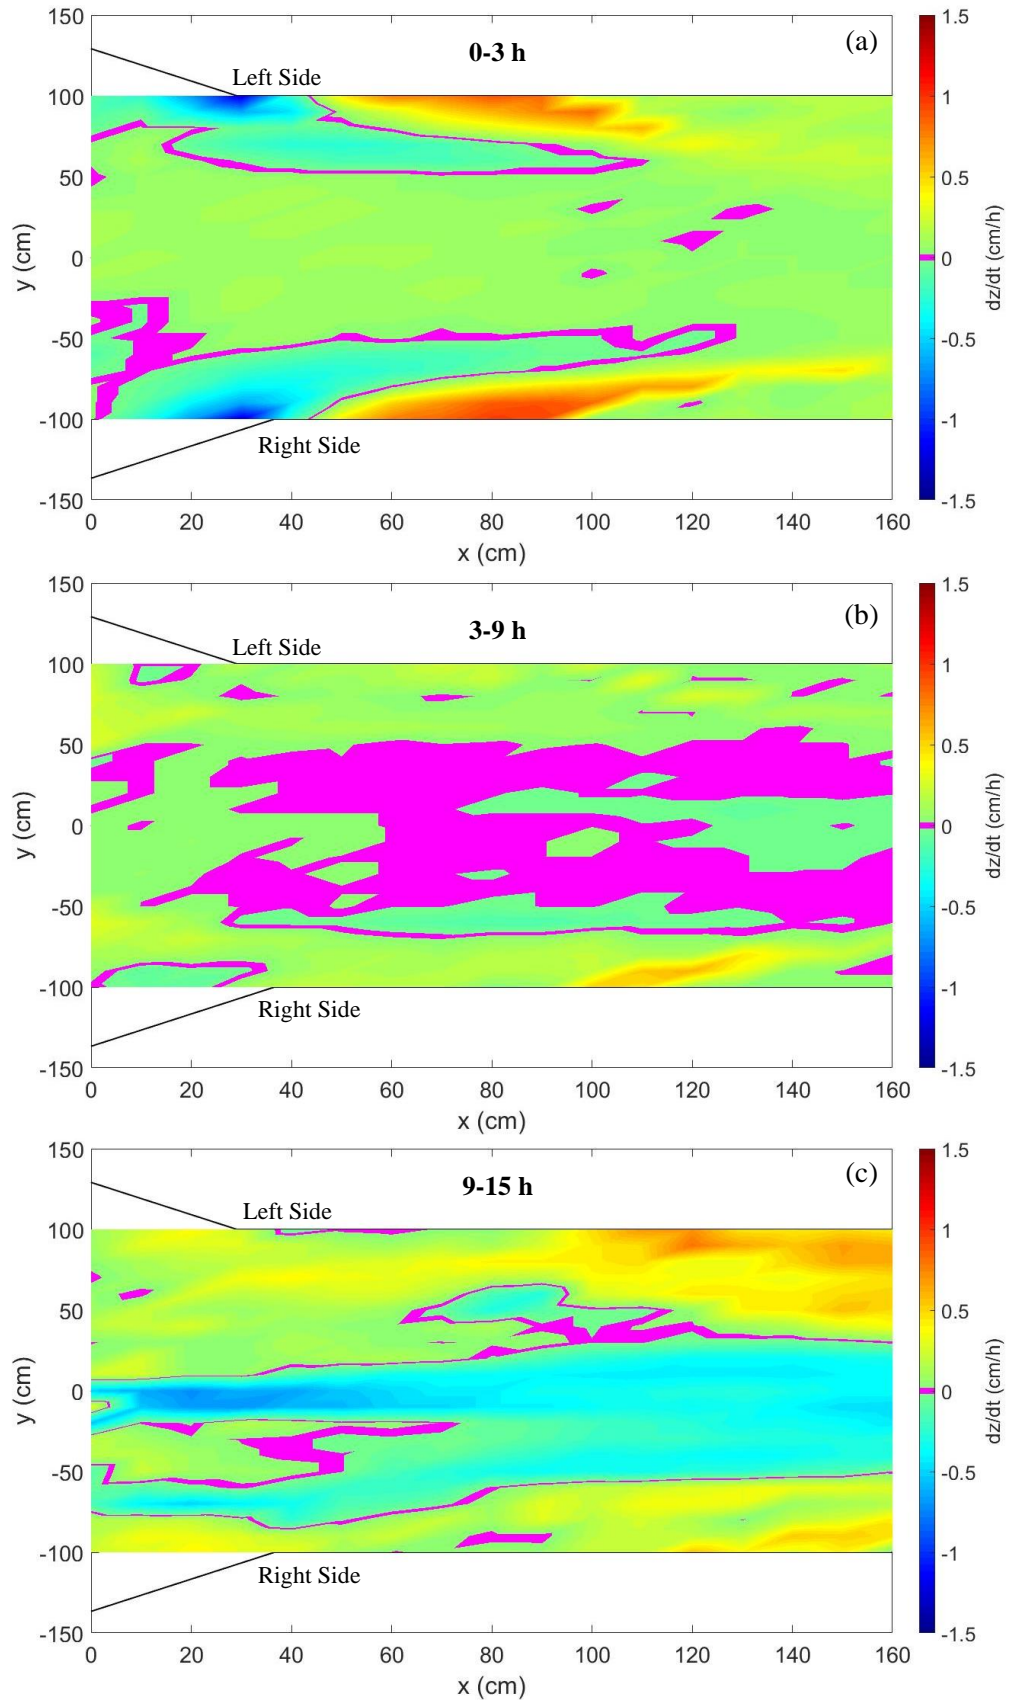 150
(a)
1.5
0-3 h
Left Side
100
1
50
0.5
y (cm)
0
0
dz/dt (cm/h)
-50
-0.5
-100
-1
Right Side
-150
-1.5
0 20 40 60 80 100 120 140 160
x (cm)
150
1.5
(b)
3-9 h
Left Side
100
1
50
0.5
y (cm)
0
0
dz/dt (cm/h)
-50
-0.5
-100
-1
Right Side
-150
-1.5
0 20 40 60 80 100 120 140 160
x (cm)
150
1.5
(c)
9-15 h
Left Side
100
1
50
0.5
y (cm)
0
0
dz/dt (cm/h)
-50
-0.5
-100
-1
Right Side
-150
-1.5
0 20 40 60 80 100 120 140 160
x (cm)